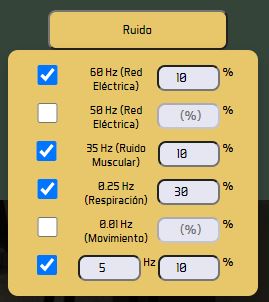 Ruido
60 Hz (Red
Eléctrica)
10 %
50 Hz (Red
Eléctrica)
(%) %
35 Hz (Ruido
Muscular)
10 %
0.25 Hz
(Respiración)
30 %
0.01 Hz
(Movimiento)
(%) %
5 Hz 10 %